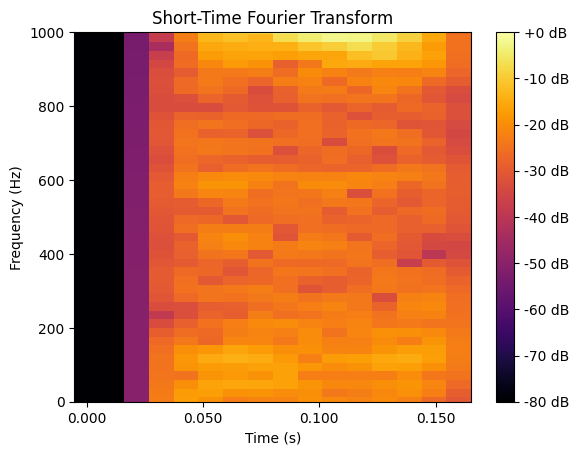 Short-Time Fourier Transform
1000
800
600
400
200
0
Frequency (Hz)
0.000
0.050
0.100
0.150
Time (s)
+0 dB
-10 dB
-20 dB
-30 dB
-40 dB
-50 dB
-60 dB
-70 dB
-80 dB